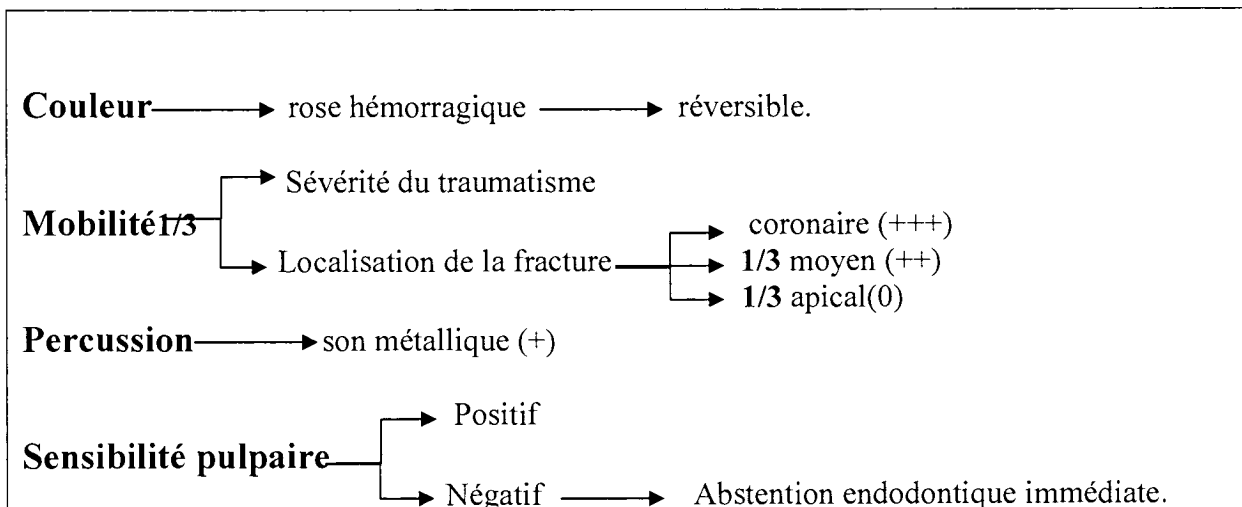 Couleur rose hémorragique réversible.
Sévérité du traumatisme
Mobilité1/3
coronaire (+++)
Localisation de la fracture 1/3 moyen (++)
1/3 apical(0)
Percussion son métallique (+)
Positif
Sensibilité pulpaire
Négatif Abstention endodontique immédiate.